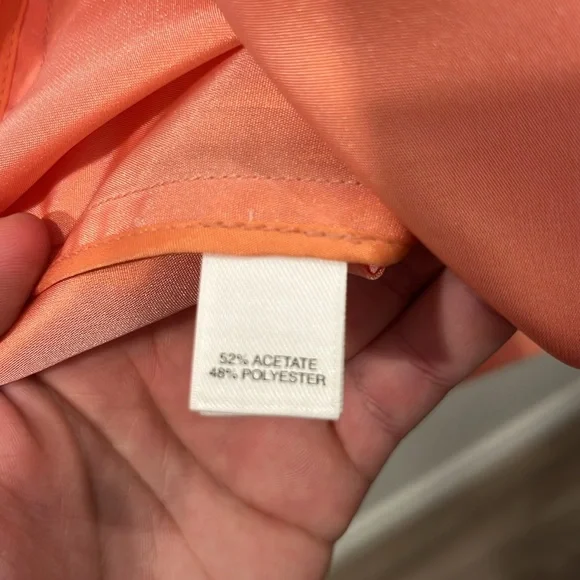 52% ACETATE
48% POLYESTER